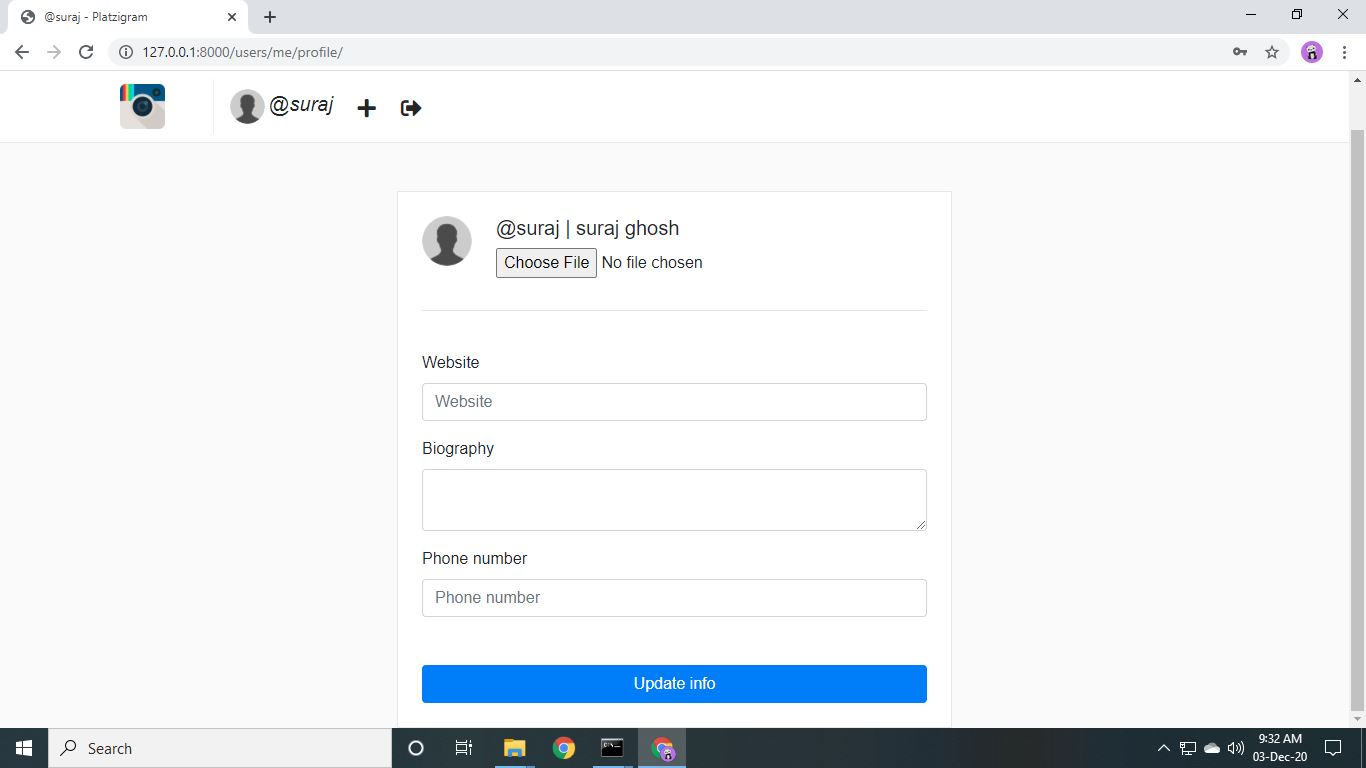 @suraj - Platzigram
127.0.0.1:8000/users/me/profile/
@suraj
@suraj | suraj ghosh
Choose File No file chosen
Website
Website
Biography
Phone number
Phone number
Update info
Search
9:32 AM
03-Dec-20